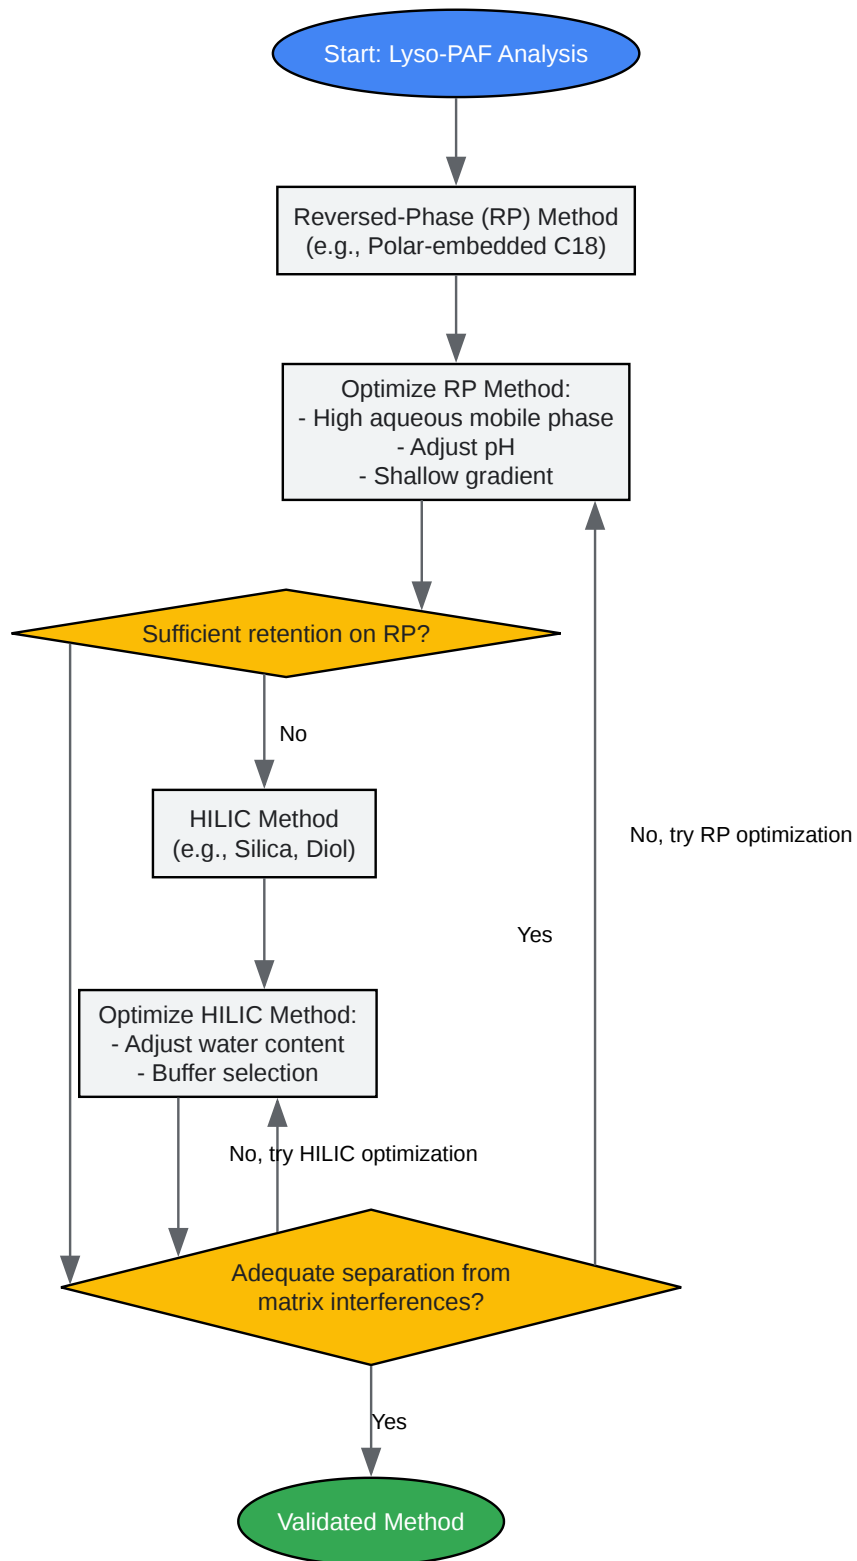 Start: Lyso-PAF Analysis
Reversed-Phase (RP) Method
(e.g., Polar-embedded C18)
Optimize RP Method:
- High aqueous mobile phase
- Adjust pH
- Shallow gradient
Sufficient retention on RP?
No
HILIC Method
(e.g., Silica, Diol)
No, try RP optimization
Yes
Optimize HILIC Method:
- Adjust water content
- Buffer selection
No, try HILIC optimization
Adequate separation from
matrix interferences?
Yes
Validated Method